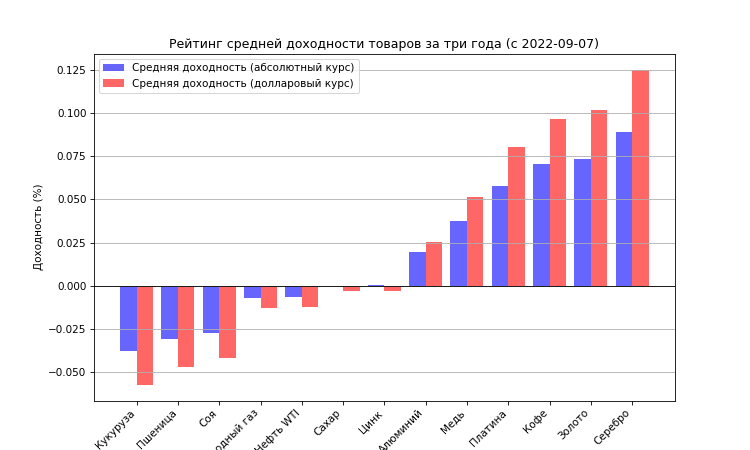 Рейтинг средней доходности товаров за три года (с 2022-09-07)
Средняя доходность (абсолютный курс)
Средняя доходность (долларовый курс)
Доходность (%)
0.125
0.100
0.075
0.050
0.025
0.000
−0.025
−0.050
Кукуруза
Пшеница
Соя
газ
Нефть WTI
Сахар
Цинк
Алюминий
Медь
Платина
Кофе
Золото
Серебро